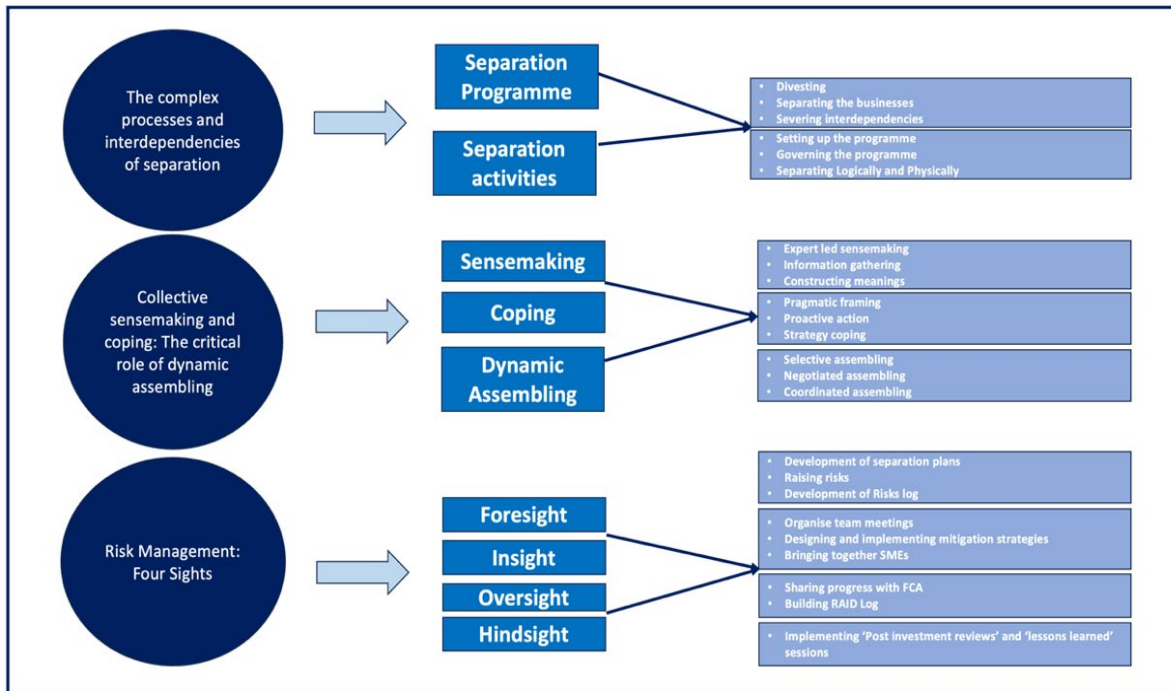 The complex
processes and
interdependencies
of separation
Separation
Programme
Separation
activities
• Divesting
• Separating the businesses
• Severing interdependencies
• Setting up the programme
• Governing the programme
• Separating Logically and Physically
Collective
sensemaking and
coping: The critical
role of dynamic
assembling
Sensemaking
Coping
Dynamic
Assembling
• Expert led sensemaking
• Information gathering
• Constructing meanings
• Pragmatic framing
• Proactive action
• Strategy coping
• Selective assembling
• Negotiated assembling
• Coordinated assembling
Risk Management:
Four Sights
Foresight
Insight
Oversight
Hindsight
• Development of separation plans
• Raising risks
• Development of Risks log
• Organise team meetings
• Designing and implementing mitigation strategies
• Bringing together SMEs
• Sharing progress with FCA
• Building RAID Log
• Implementing ‘Post investment reviews’ and ‘lessons learned’
sessions